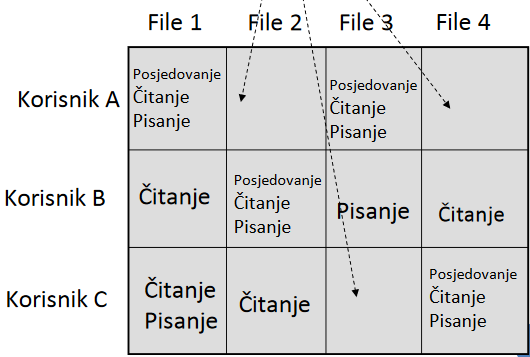 File 1 File 2 File 3 File 4
Korisnik A
Posjedovanje
Čitanje
Pisanje
Posjedovanje
Čitanje
Pisanje
Korisnik B
Čitanje
Posjedovanje
Čitanje
Pisanje
Pisanje
Čitanje
Korisnik C
Čitanje
Pisanje
Čitanje
Posjedovanje
Čitanje
Pisanje